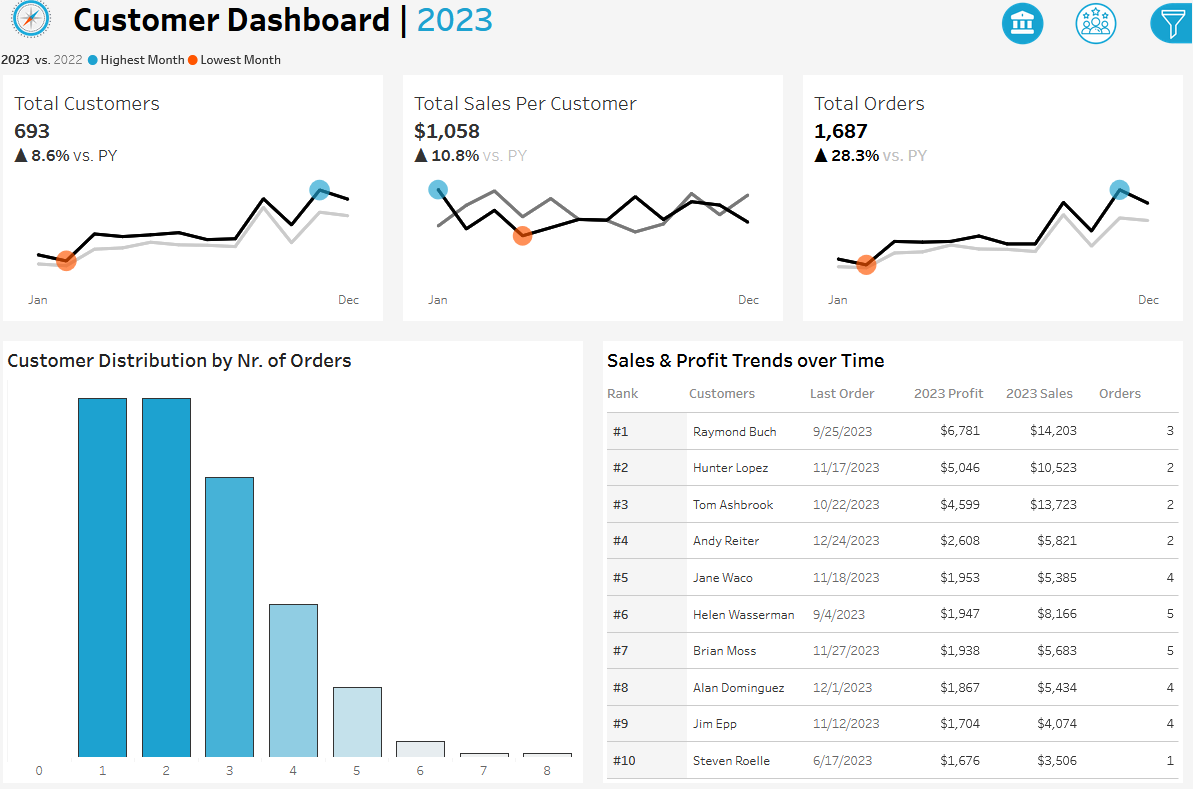 Customer Dashboard | 2023
2023 vs. 2022 Highest Month Lowest Month
Total Customers
693
▲ 8.6% vs. PY
Jan Dec
Total Sales Per Customer
$1,058
▲ 10.8% vs. PY
Jan Dec
Total Orders
1,687
▲ 28.3% vs. PY
Jan Dec
Customer Distribution by Nr. of Orders
0 1 2 3 4 5 6 7 8
Sales & Profit Trends over Time
Rank Customers Last Order 2023 Profit 2023 Sales Orders
#1 Raymond Buch 9/25/2023 $6,781 $14,203 3
#2 Hunter Lopez 11/17/2023 $5,046 $10,523 2
#3 Tom Ashbrook 10/22/2023 $4,599 $13,723 2
#4 Andy Reiter 12/24/2023 $2,608 $5,821 2
#5 Jane Waco 11/18/2023 $1,953 $5,385 4
#6 Helen Wasserman 9/4/2023 $1,947 $8,166 5
#7 Brian Moss 11/27/2023 $1,938 $5,683 5
#8 Alan Dominguez 12/1/2023 $1,867 $5,434 4
#9 Jim Epp 11/12/2023 $1,704 $4,074 4
#10 Steven Roelle 6/17/2023 $1,676 $3,506 1